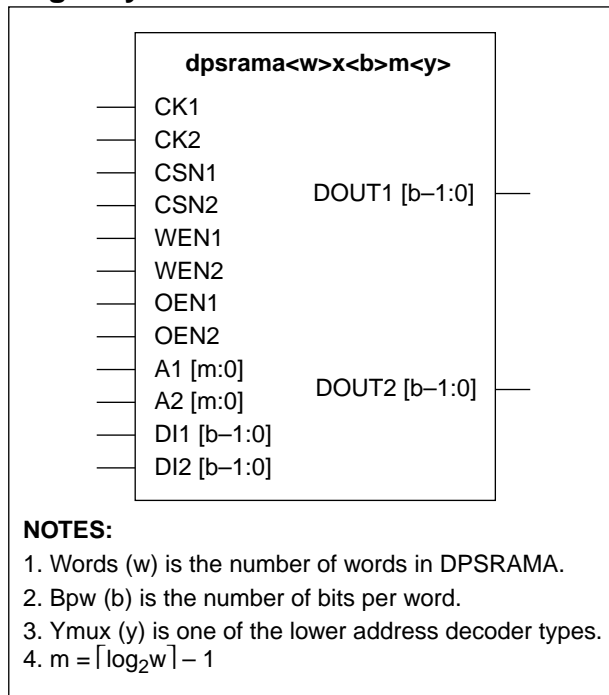 dpsrama<w>x<b>m<y>
CK1
CK2
CSN1
CSN2
WEN1
WEN2
OEN1
OEN2
A1 [m:0]
A2 [m:0]
DI1 [b–1:0]
DI2 [b–1:0]
DOUT1 [b–1:0]
DOUT2 [b–1:0]
NOTES:
1. Words (w) is the number of words in DPSRAMA.
2. Bpw (b) is the number of bits per word.
3. Ymux (y) is one of the lower address decoder types.
4. m = ⌈log₂w⌉ – 1